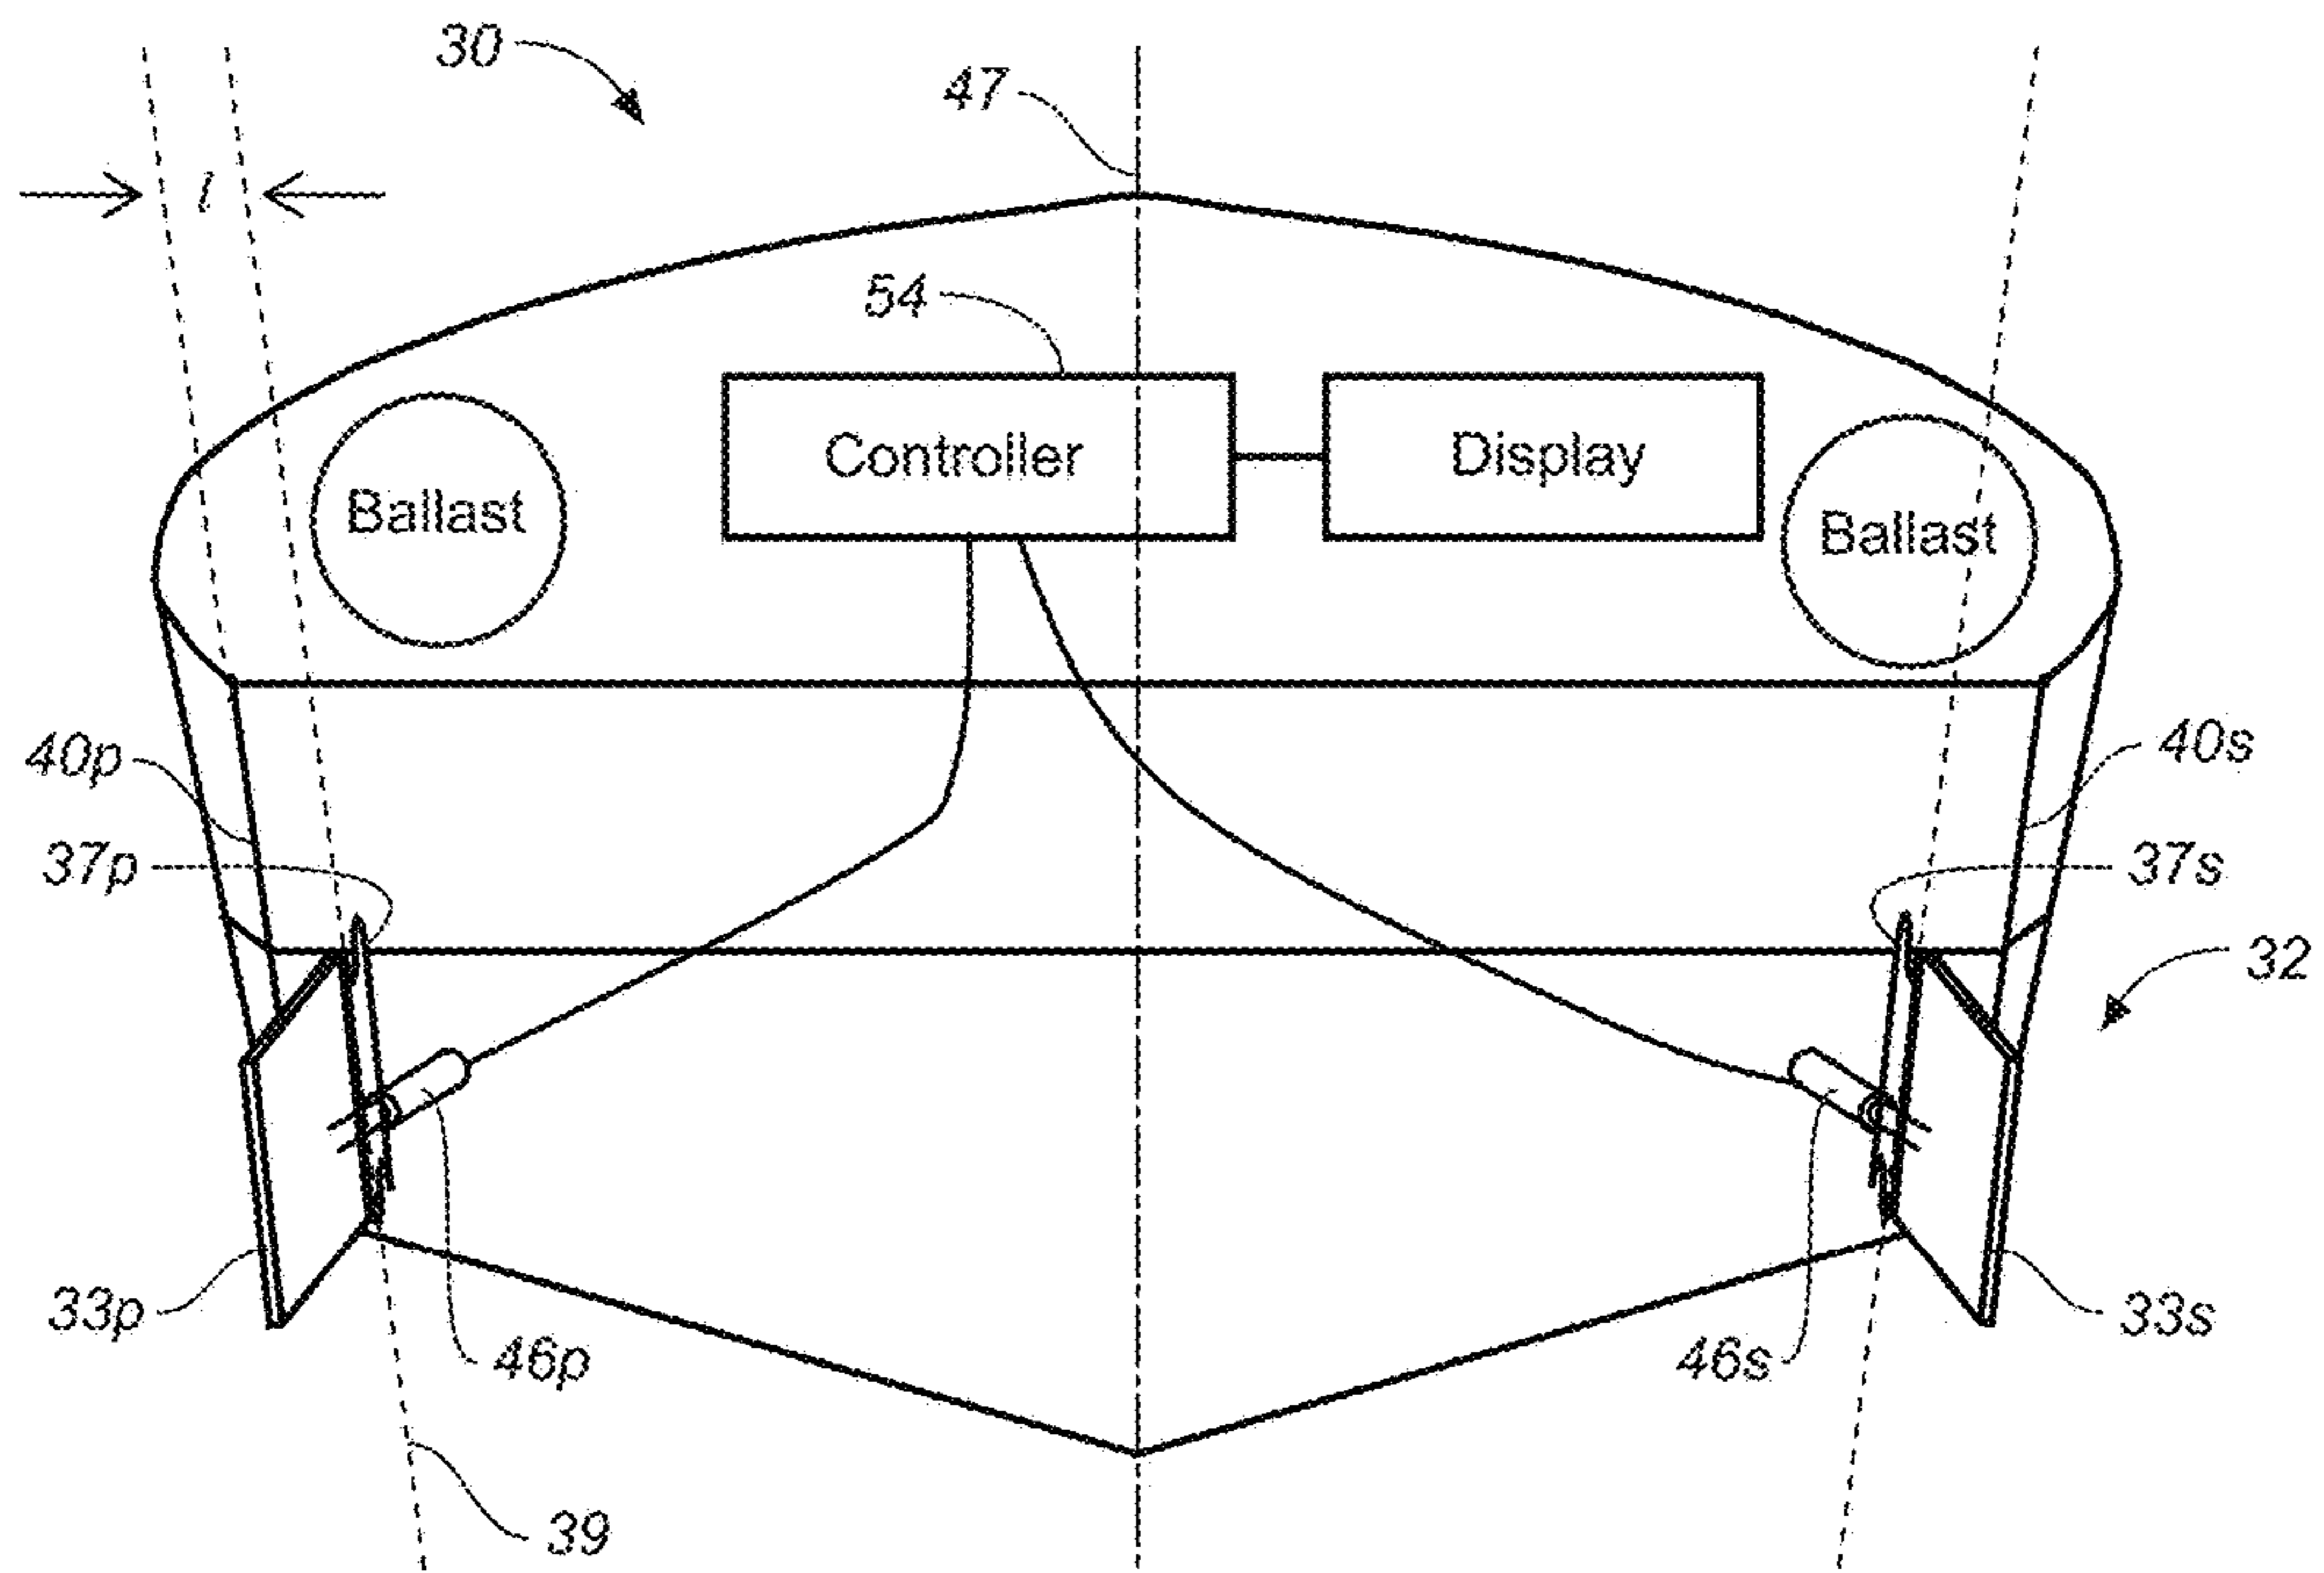 30
47
l
54
Controller
Display
Ballast
Ballast
40p
40s
37p
37s
32
33p
33s
46p
46s
39